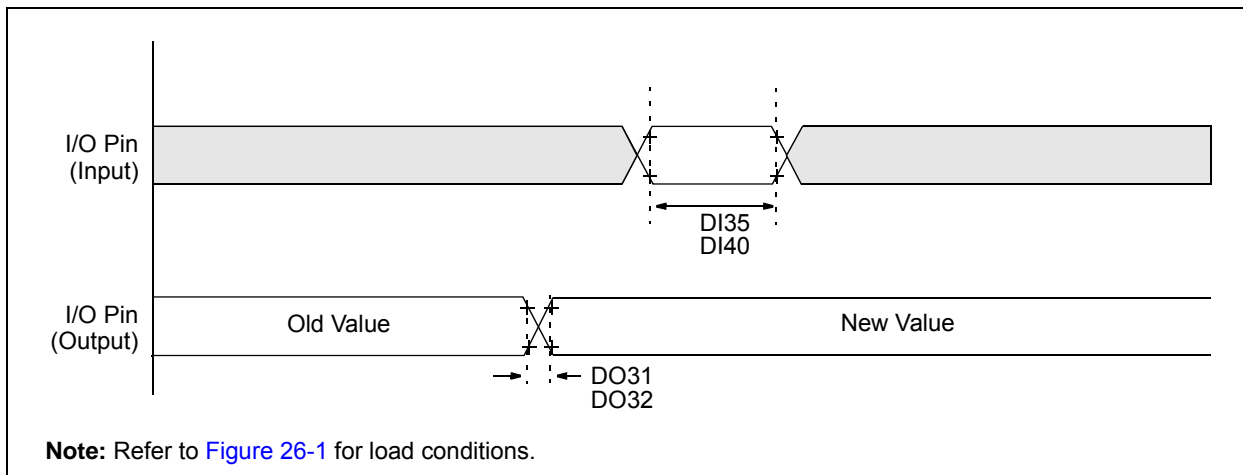 I/O Pin
(Input)
DI35
DI40
I/O Pin
(Output)
Old Value
New Value
DO31
DO32
Note: Refer to Figure 26-1 for load conditions.